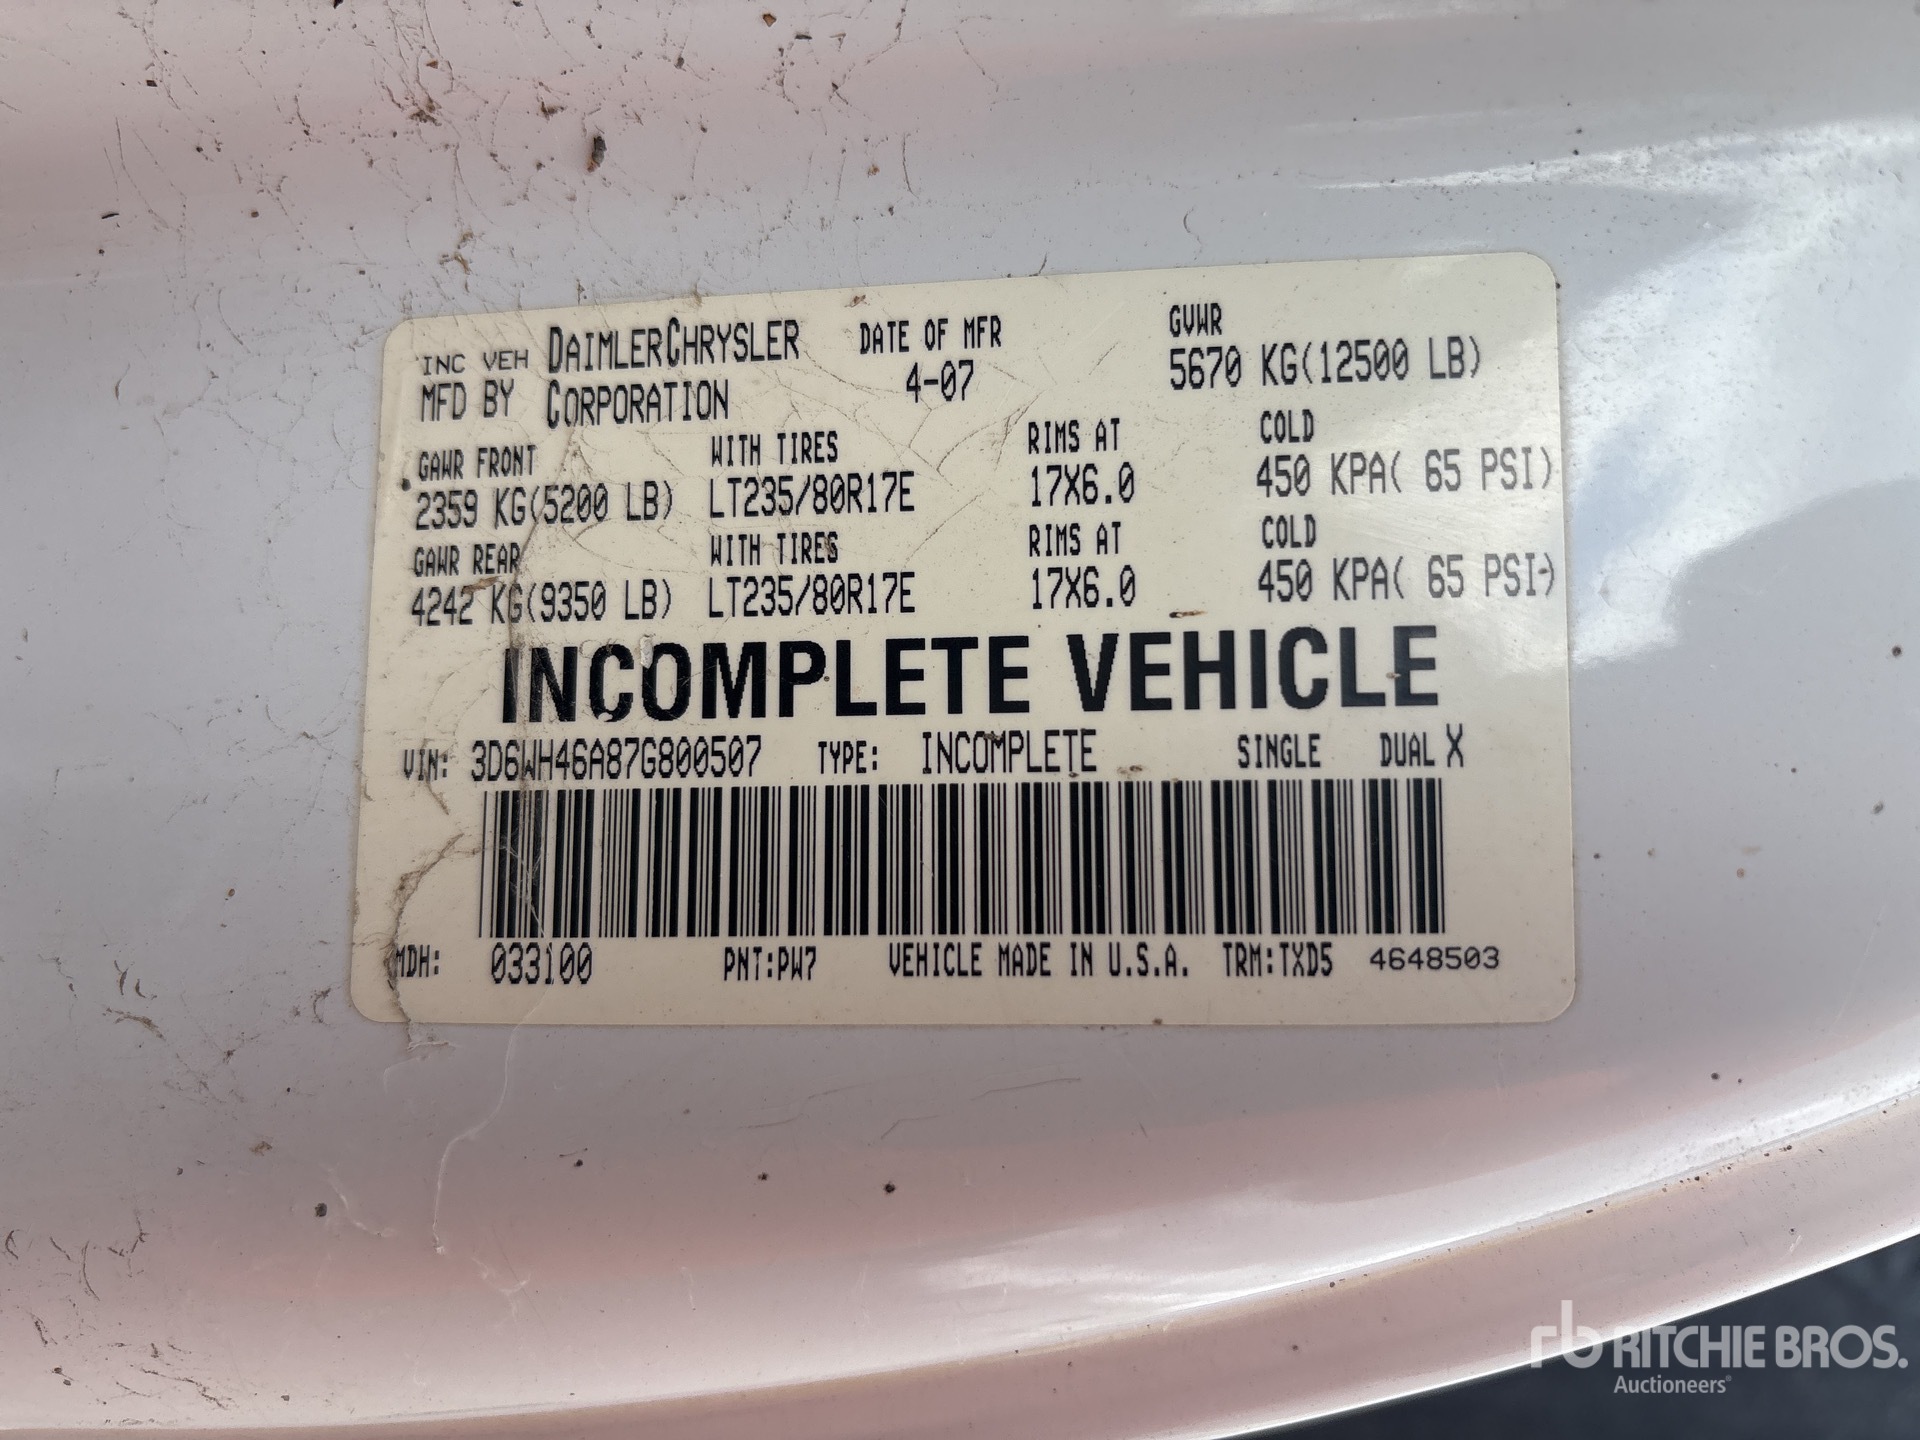 INC VEH DAIMLERCHRYSLER DATE OF MFR GVWR
MFD BY CORPORATION 4-07 5670 KG(12500 LB)
GAWR FRONT WITH TIRES RIMS AT COLD
2359 KG(5200 LB) LT235/80R17E 17X6.0 450 KPA( 65 PSI)
GAWR REAR WITH TIRES RIMS AT COLD
4242 KG(9350 LB) LT235/80R17E 17X6.0 450 KPA( 65 PSI)
INCOMPLETE VEHICLE
VIN: 3D6WH46A87G800507 TYPE: INCOMPLETE SINGLE DUAL X
MDH: 033100 PNT:PW7 VEHICLE MADE IN U.S.A. TRM:TXD5 4648503
rb RITCHIE BROS.
Auctioneers